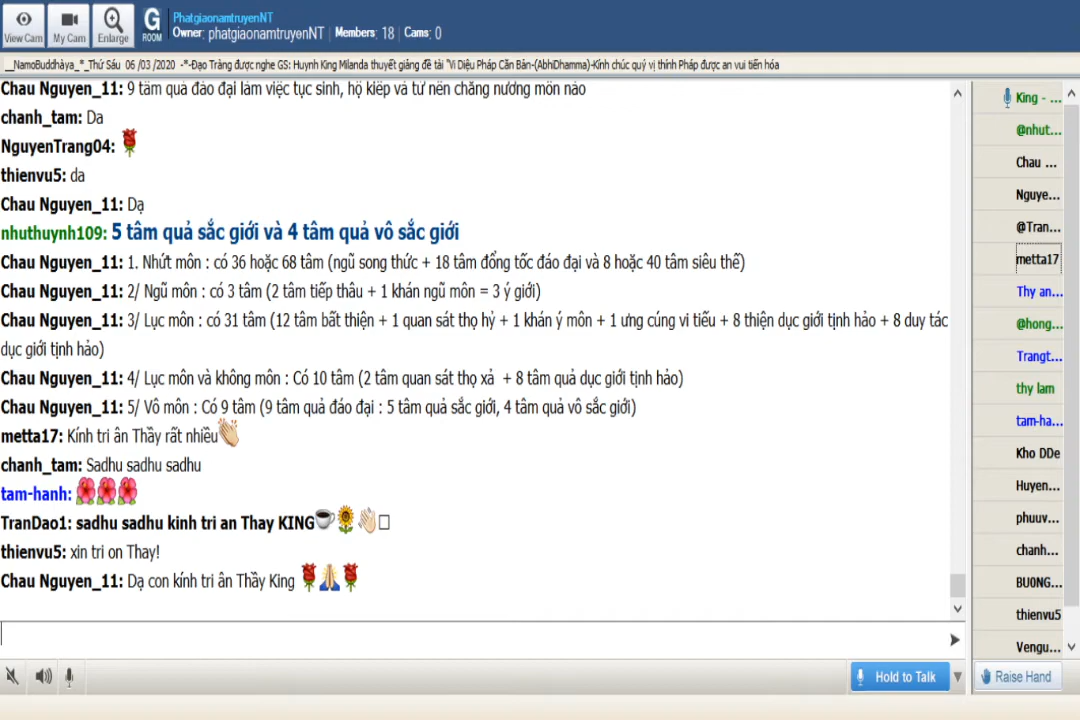 PhatgiaonamtruyenNT
View Cam My Cam Enlarge G ROOM Owner: phatgiaonamtruyenNT Members: 18 Cams: 0
__NamoBuddhàya_*_Thứ Sáu 06 /03 /2020 -*-Đạo Tràng được nghe GS: Huynh King Milanda thuyết giảng đề tài "Vi Diệu Pháp Căn Bản-(AbhiDhamma)-Kính chúc quý vị thính Pháp được an vui tiến hóa
Chau Nguyen_11: 9 tâm quả đáo đại làm việc tục sinh, hộ kiếp và tử nên chẳng nương môn nào
chanh_tam: Da
NguyenTrang04:
thienvu5: da
Chau Nguyen_11: Dạ
nhuthuynh109: 5 tâm quả sắc giới và 4 tâm quả vô sắc giới
Chau Nguyen_11: 1. Nhứt môn : có 36 hoặc 68 tâm (ngũ song thức + 18 tâm đổng tốc đáo đại và 8 hoặc 40 tâm siêu thế)
Chau Nguyen_11: 2/ Ngũ môn : có 3 tâm (2 tâm tiếp thâu + 1 khán ngũ môn = 3 ý giới)
Chau Nguyen_11: 3/ Lục môn : có 31 tâm (12 tâm bất thiện + 1 quan sát thọ hỷ + 1 khán ý môn + 1 ưng cúng vi tiếu + 8 thiện dục giới tịnh hảo + 8 duy tác
dục giới tịnh hảo)
Chau Nguyen_11: 4/ Lục môn và không môn : Có 10 tâm (2 tâm quan sát thọ xả + 8 tâm quả dục giới tịnh hảo)
Chau Nguyen_11: 5/ Vô môn : Có 9 tâm (9 tâm quả đáo đại : 5 tâm quả sắc giới, 4 tâm quả vô sắc giới)
metta17: Kính tri ân Thầy rất nhiều
chanh_tam: Sadhu sadhu sadhu
tam-hanh:
TranDao1: sadhu sadhu kinh tri an Thay KING
thienvu5: xin tri on Thay!
Chau Nguyen_11: Dạ con kính tri ân Thầy King
King - ...
@nhut...
Chau ...
Nguye...
@Tran...
metta17
Thy an...
@hong...
Trangt...
thy lam
tam-ha...
Kho DDe
Huyen...
phuuv...
chanh...
BUONG...
thienvu5
Vengu...
Hold to Talk
Raise Hand